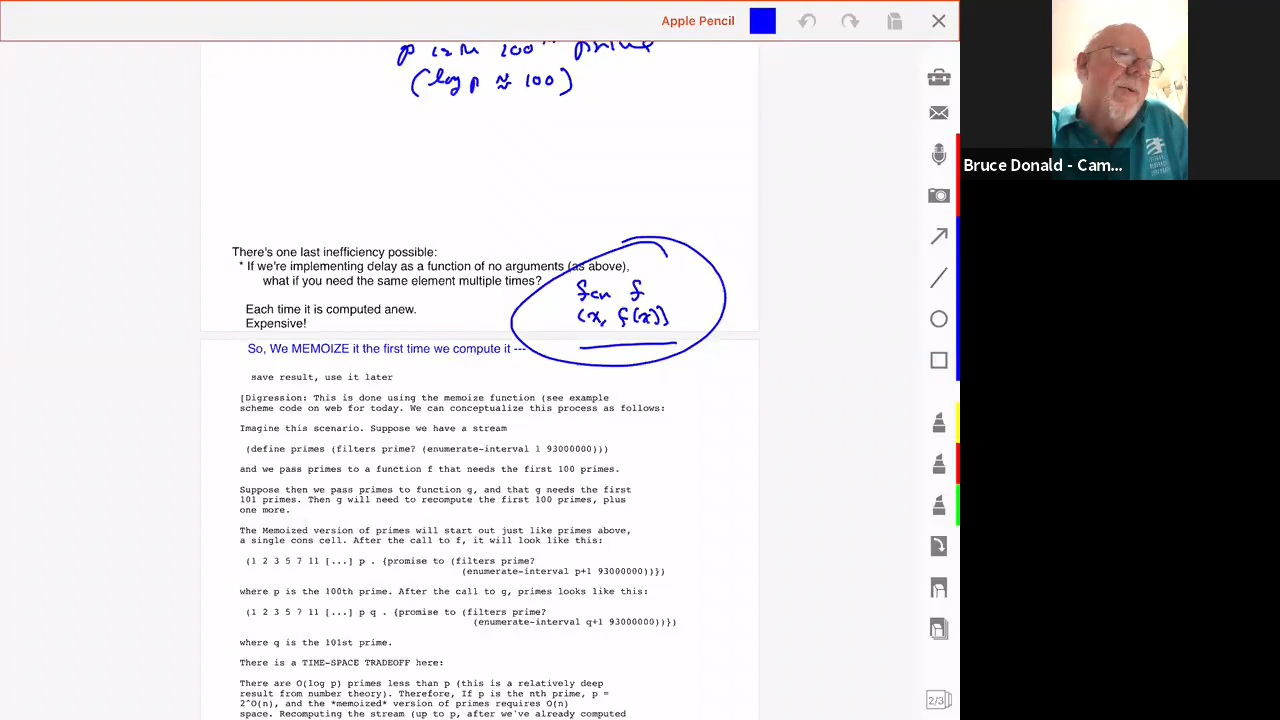 Apple Pencil
p is the 100th prime
(log p ≈ 100)
There's one last inefficiency possible:
* If we're implementing delay as a function of no arguments (as above),
what if you need the same element multiple times?
fcn f
(x, f(x))
Each time it is computed anew.
Expensive!
So, We MEMOIZE it the first time we compute it ---
save result, use it later
[Digression: This is done using the memoize function (see example
scheme code on web for today. We can conceptualize this process as follows:
Imagine this scenario. Suppose we have a stream
(define primes (filters prime? (enumerate-interval 1 93000000)))
and we pass primes to a function f that needs the first 100 primes.
Suppose then we pass primes to function g, and that g needs the first
101 primes. Then g will need to recompute the first 100 primes, plus
one more.
The Memoized version of primes will start out just like primes above,
a single cons cell. After the call to f, it will look like this:
(1 2 3 5 7 11 [...] p . {promise to (filters prime?
(enumerate-interval p+1 93000000))})
where p is the 100th prime. After the call to g, primes looks like this:
(1 2 3 5 7 11 [...] p q . {promise to (filters prime?
(enumerate-interval q+1 93000000))})
where q is the 101st prime.
There is a TIME-SPACE TRADEOFF here:
There are O(log p) primes less than p (this is a relatively deep
result from number theory). Therefore, If p is the nth prime, p =
2^O(n), and the *memoized* version of primes requires O(n)
space. Recomputing the stream (up to p, after we've already computed
2/3
Bruce Donald - Cam...